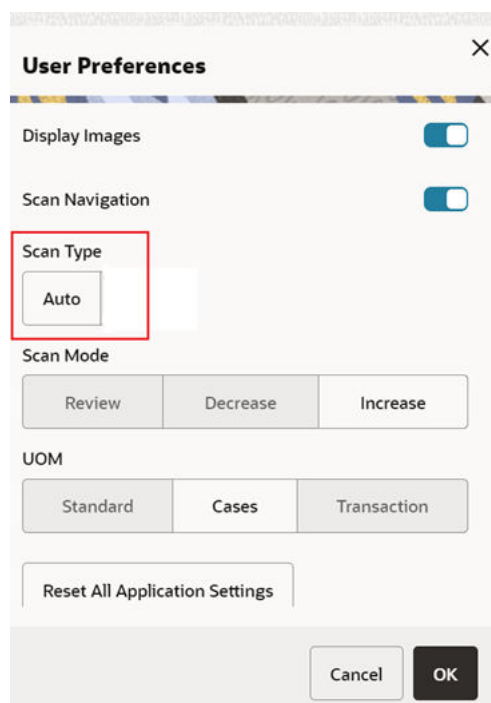 User Preferences
Display Images
Scan Navigation
Scan Type
Auto
Scan Mode
Review Decrease Increase
UOM
Standard Cases Transaction
Reset All Application Settings
Cancel OK